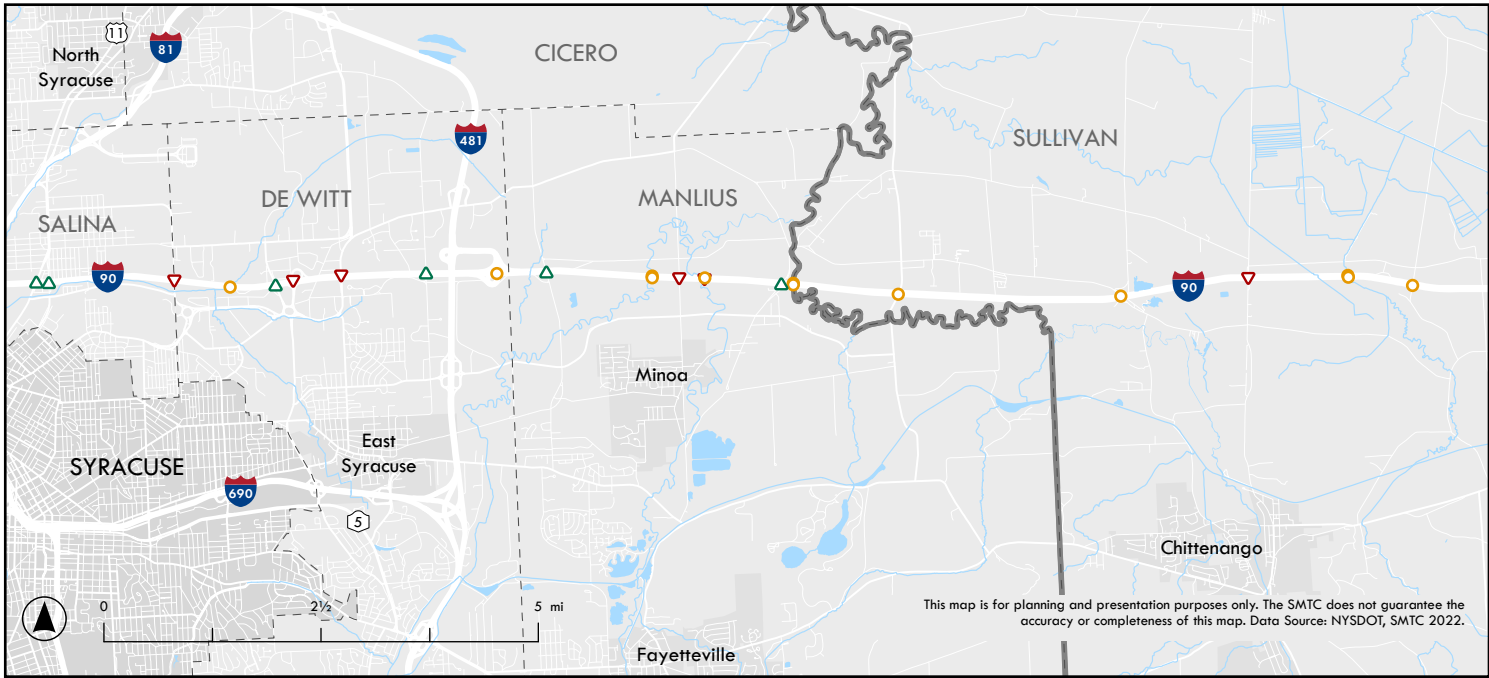 11
81
North
Syracuse
CICERO
481
SULLIVAN
DE WITT
MANLIUS
SALINA
90
90
Minoa
East
Syracuse
SYRACUSE
690
5
Chittenango
0
2½
5 mi
This map is for planning and presentation purposes only. The SMTC does not guarantee the
accuracy or completeness of this map. Data Source: NYSDOT, SMTC 2022.
Fayetteville